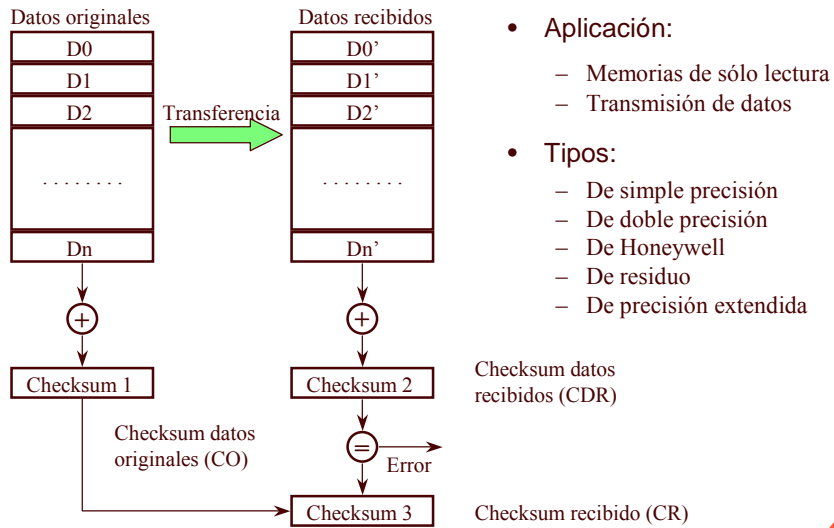 Datos originales
D0
D1
D2
. . . . . . . .
Dn
+
Checksum 1
Checksum datos
originales (CO)
Transferencia
Datos recibidos
D0’
D1’
D2’
. . . . . . . .
Dn’
+
Checksum 2
Checksum datos
recibidos (CDR)
=
Error
Checksum 3
Checksum recibido (CR)
• Aplicación:
– Memorias de sólo lectura
– Transmisión de datos
• Tipos:
– De simple precisión
– De doble precisión
– De Honeywell
– De residuo
– De precisión extendida